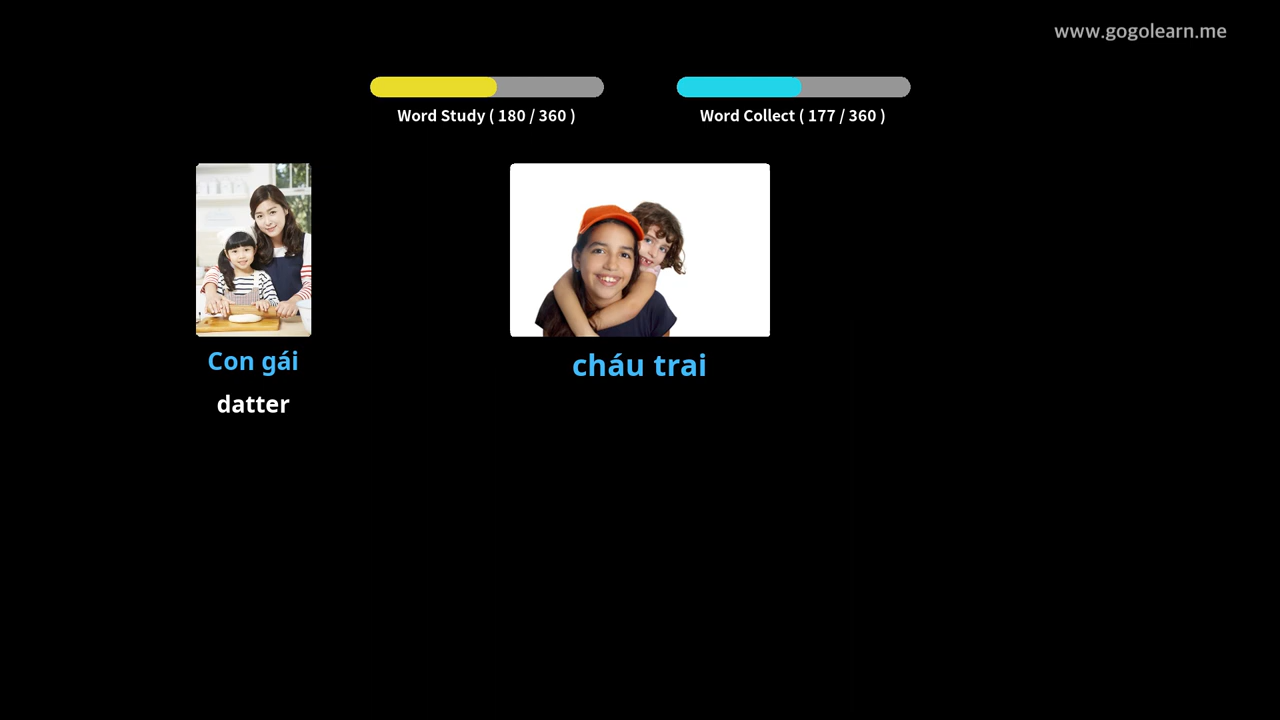 www.gogolearn.me
Word Study ( 180 / 360 )
Word Collect ( 177 / 360 )
Con gái
datter
cháu trai